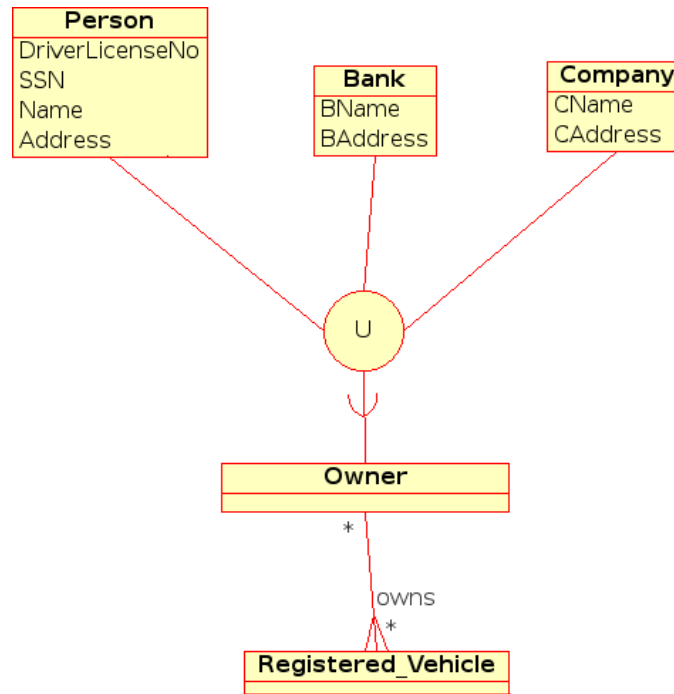 Person
DriverLicenseNo
SSN
Name
Address
Bank
BName
BAddress
Company
CName
CAddress
U
Owner
*
owns
*
Registered_Vehicle